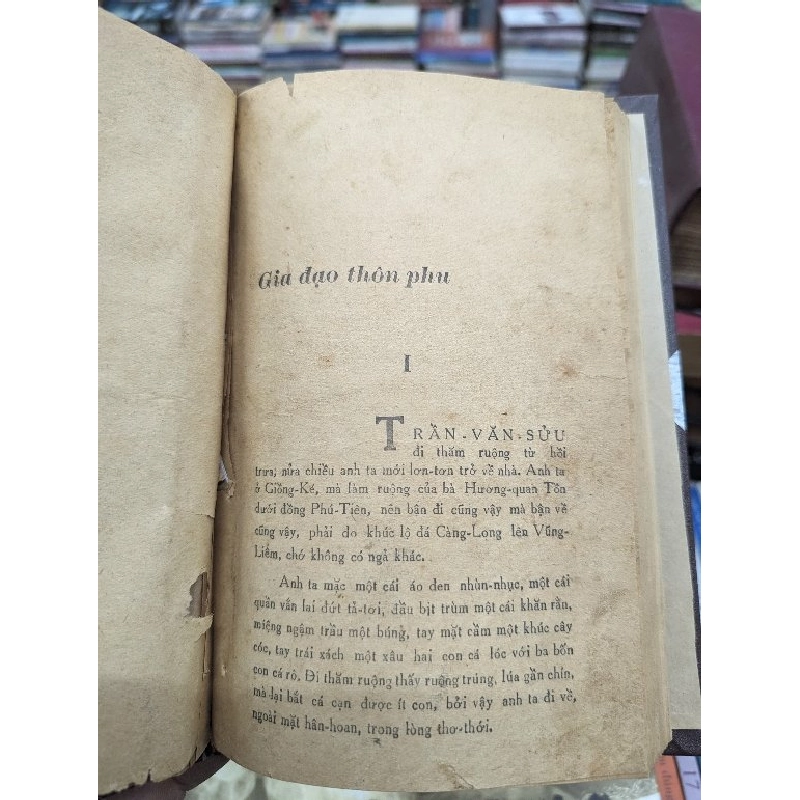 Gia đạo thôn phu
I
TRẦN-VĂN-SỬU
đi thăm ruộng từ hồi
trưa, nửa chiều anh ta mới lơn-tơn trở về nhà. Anh ta
ở Giồng-Ké, mà làm ruộng của bà Hương-quan Tồn
dưới đồng Phú-Tiên, nên bận đi cũng vậy mà bận về
cũng vậy, phải do khúc lộ đá Càng-Long lên Vũng-
Liêm, chớ không có ngả khác.
Anh ta mặc một cái áo đen nhùn-nhục, một cái
quần vắn lai dứt tả-tơi, đầu bịt trùm một cái khăn rằn,
miệng ngậm trầu một búng, tay mặt cầm một khúc cây
cóc, tay trái xách một xâu hai con cá lóc với ba bốn
con cá rô. Đi thăm ruộng thấy ruộng trúng, lúa gần chín,
mà lại bắt cá cạn được ít con, bởi vậy anh ta đi về,
ngoài mặt hân-hoan, trong lòng thơ-thới.
17